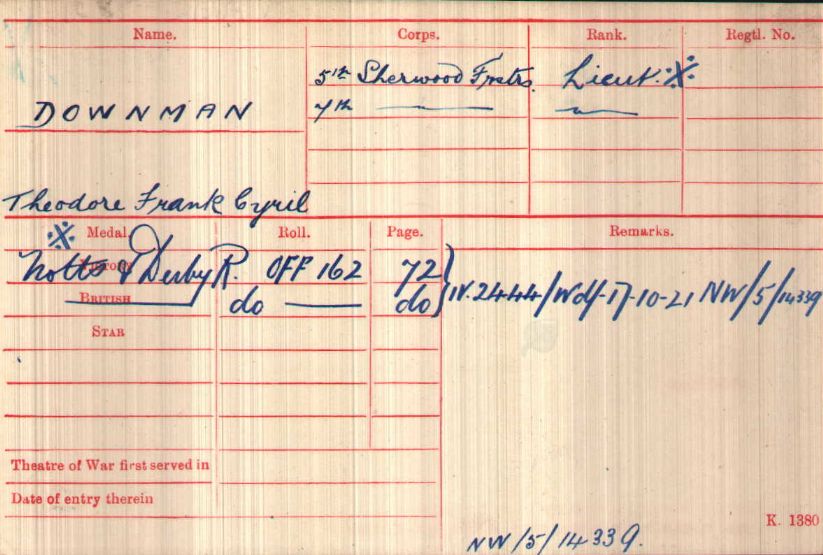 Name. Corps. Rank. Regtl. No.
5th Sherwood Frstrs. Lieut. ※
DOWNMAN 7th —— ——
Theodore Frank Cyril
※ Medal. Roll. Page. Remarks.
Notts & Derby R. OFF 162 72
BRITISH do —— do } IV.2444/Wdf-17-10-21 NW/5/14339
STAR
Theatre of War first served in
Date of entry therein
K. 1380
NW/5/14339.